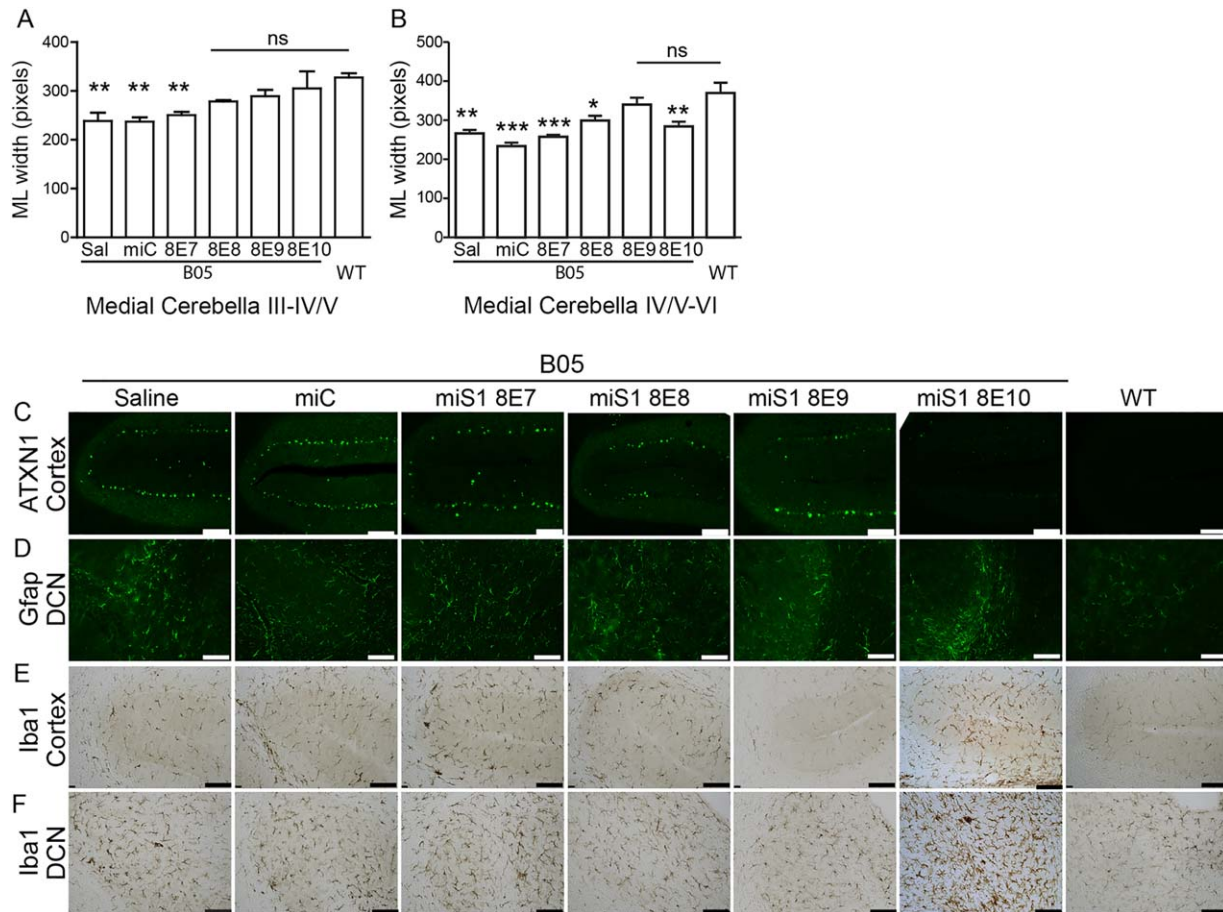 A
B
ns
ns
** ** **
** *** *** * **
ML width (pixels)
400
300
200
100
0
ML width (pixels)
500
400
300
200
100
0
Sal miC 8E7 8E8 8E9 8E10
B05 WT
Sal miC 8E7 8E8 8E9 8E10
B05 WT
Medial Cerebella III-IV/V
Medial Cerebella IV/V-VI
B05
Saline miC miS1 8E7 miS1 8E8 miS1 8E9 miS1 8E10 WT
C
ATXN1
Cortex
D
Gfap
DCN
E
Iba1
Cortex
F
Iba1
DCN